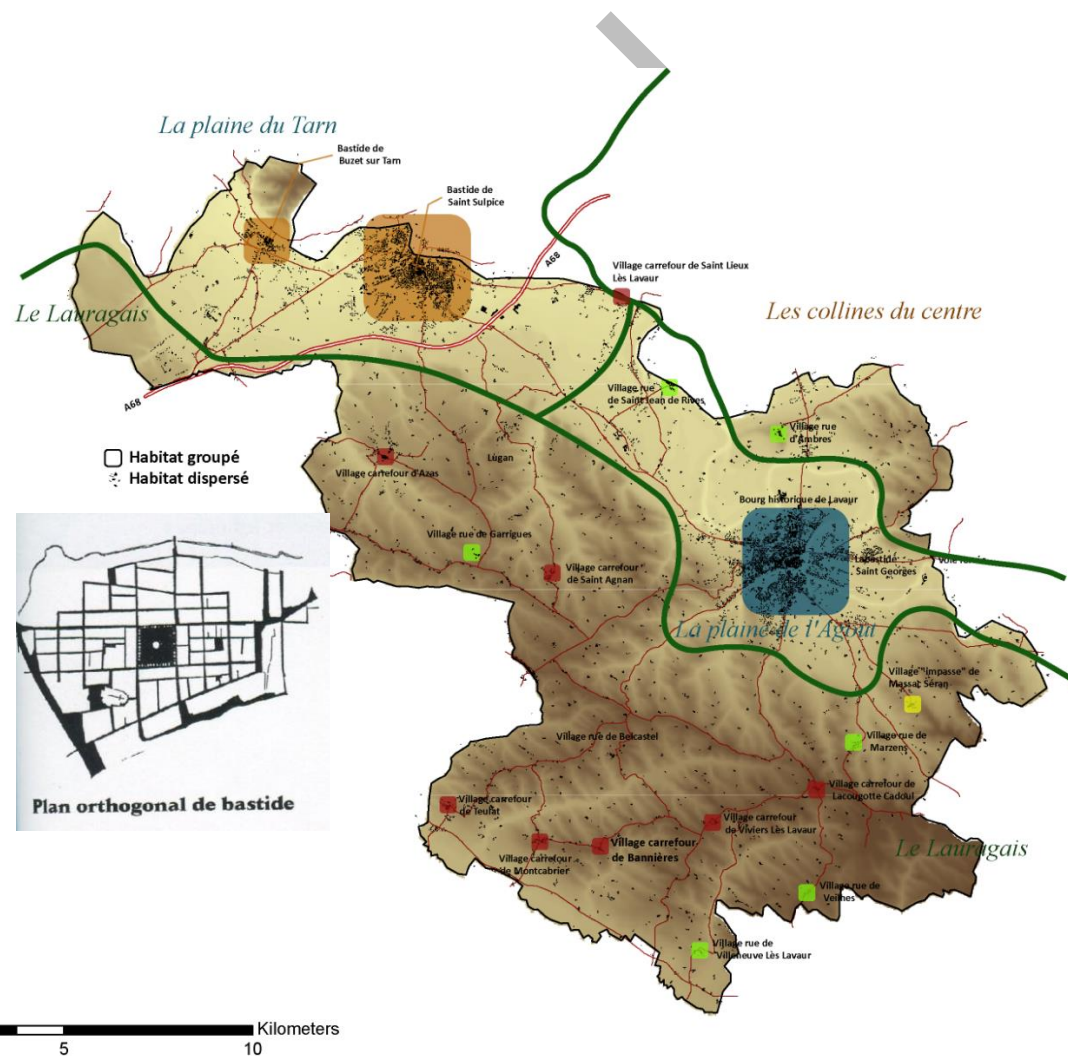 La plaine du Tarn
Bastide de
Buzet sur Tarn
Bastide de
Saint Sulpice
A68
Village carrefour de Saint Lieux
Lès Lavaur
Le Lauragais
Les collines du centre
A68
Village rue
de Saint Jean de Rives
Village rue
d'Ambres
Habitat groupé
Habitat dispersé
Lugan
Village carrefour d'Azas
Bourg historique de Lavaur
Village rue de Garrigues
Village carrefour
de Saint Agnan
Labastide
Saint Georges
La plaine de l'Agout
Village "impasse" de
Massac Séran
Village rue de Belcastel
Village rue de
Marzens
Village carrefour de
Lacougotte Cadoul
Village carrefour
de Teulat
Village carrefour
de Viviers Lès Lavaur
Village carrefour
de Montcabrier
Village carrefour
de Bannières
Le Lauragais
Village rue de
Veilhes
Village rue de
Villeneuve Lès Lavaur
Plan orthogonal de bastide
Kilometers
5
10